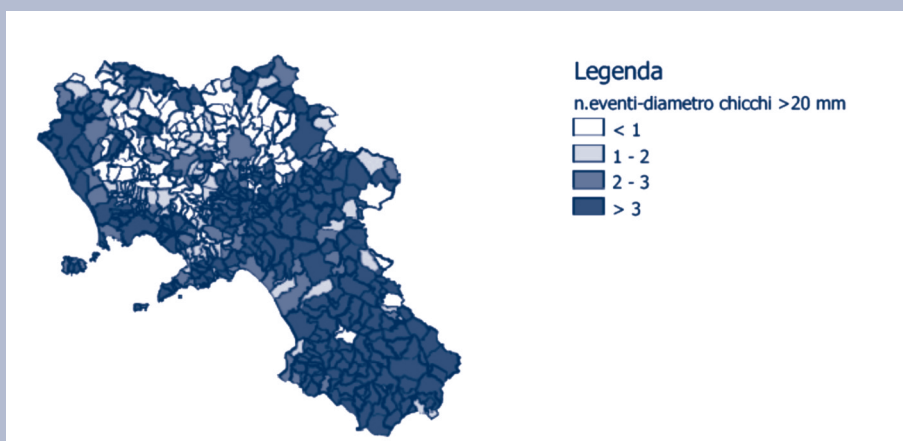 Legenda
n.eventi-diametro chicchi >20 mm
< 1
1 - 2
2 - 3
> 3